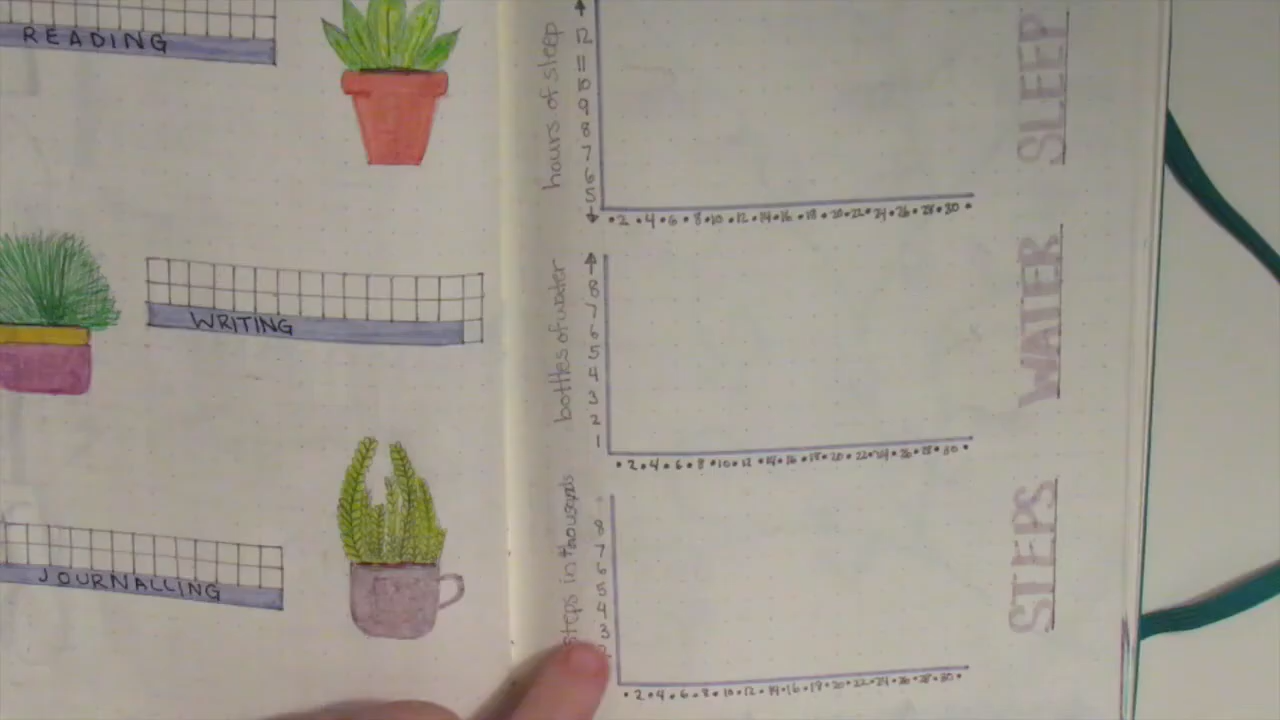 READING
WRITING
JOURNALLING
hours of sleep
12
11
10
9
8
7
6
5
2 4 6 8 10 12 14 16 18 20 22 24 26 28 30
SLEEP
bottles of water
8
7
6
5
4
3
2
1
2 4 6 8 10 12 14 16 18 20 22 24 26 28 30
WATER
steps in thousands
8
7
6
5
4
3
2 4 6 8 10 12 14 16 18 20 22 24 26 28 30
STEPS